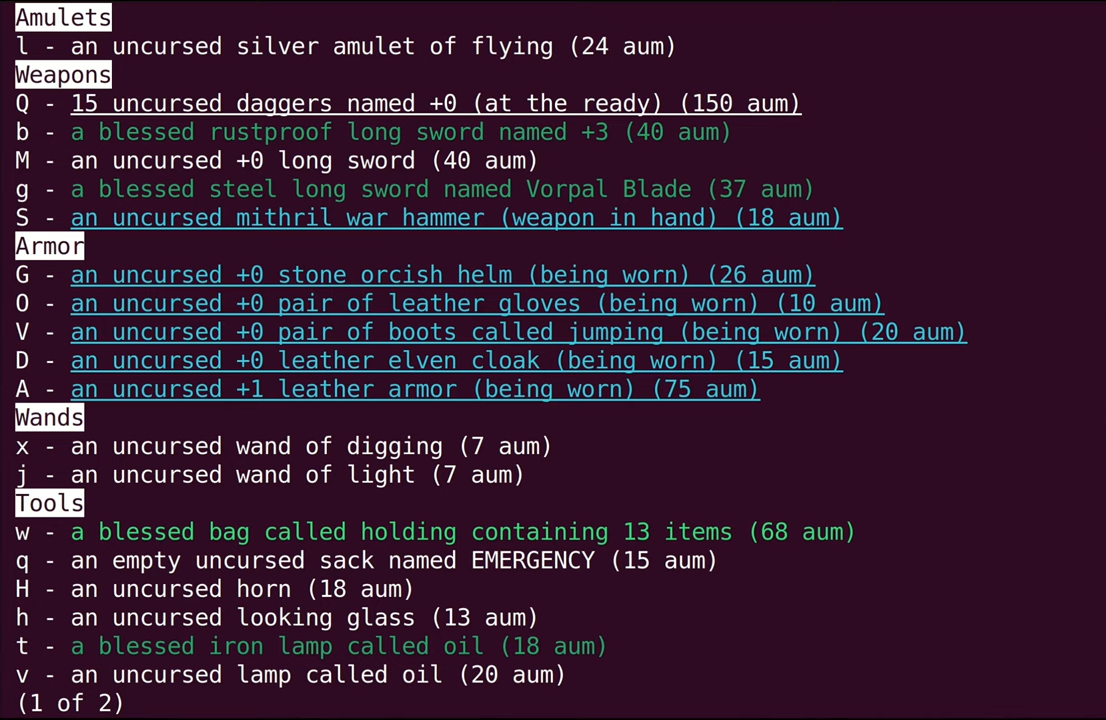 Amulets
l - an uncursed silver amulet of flying (24 aum)
Weapons
Q - 15 uncursed daggers named +0 (at the ready) (150 aum)
b - a blessed rustproof long sword named +3 (40 aum)
M - an uncursed +0 long sword (40 aum)
g - a blessed steel long sword named Vorpal Blade (37 aum)
S - an uncursed mithril war hammer (weapon in hand) (18 aum)
Armor
G - an uncursed +0 stone orcish helm (being worn) (26 aum)
O - an uncursed +0 pair of leather gloves (being worn) (10 aum)
V - an uncursed +0 pair of boots called jumping (being worn) (20 aum)
D - an uncursed +0 leather elven cloak (being worn) (15 aum)
A - an uncursed +1 leather armor (being worn) (75 aum)
Wands
x - an uncursed wand of digging (7 aum)
j - an uncursed wand of light (7 aum)
Tools
w - a blessed bag called holding containing 13 items (68 aum)
q - an empty uncursed sack named EMERGENCY (15 aum)
H - an uncursed horn (18 aum)
h - an uncursed looking glass (13 aum)
t - a blessed iron lamp called oil (18 aum)
v - an uncursed lamp called oil (20 aum)
(1 of 2)